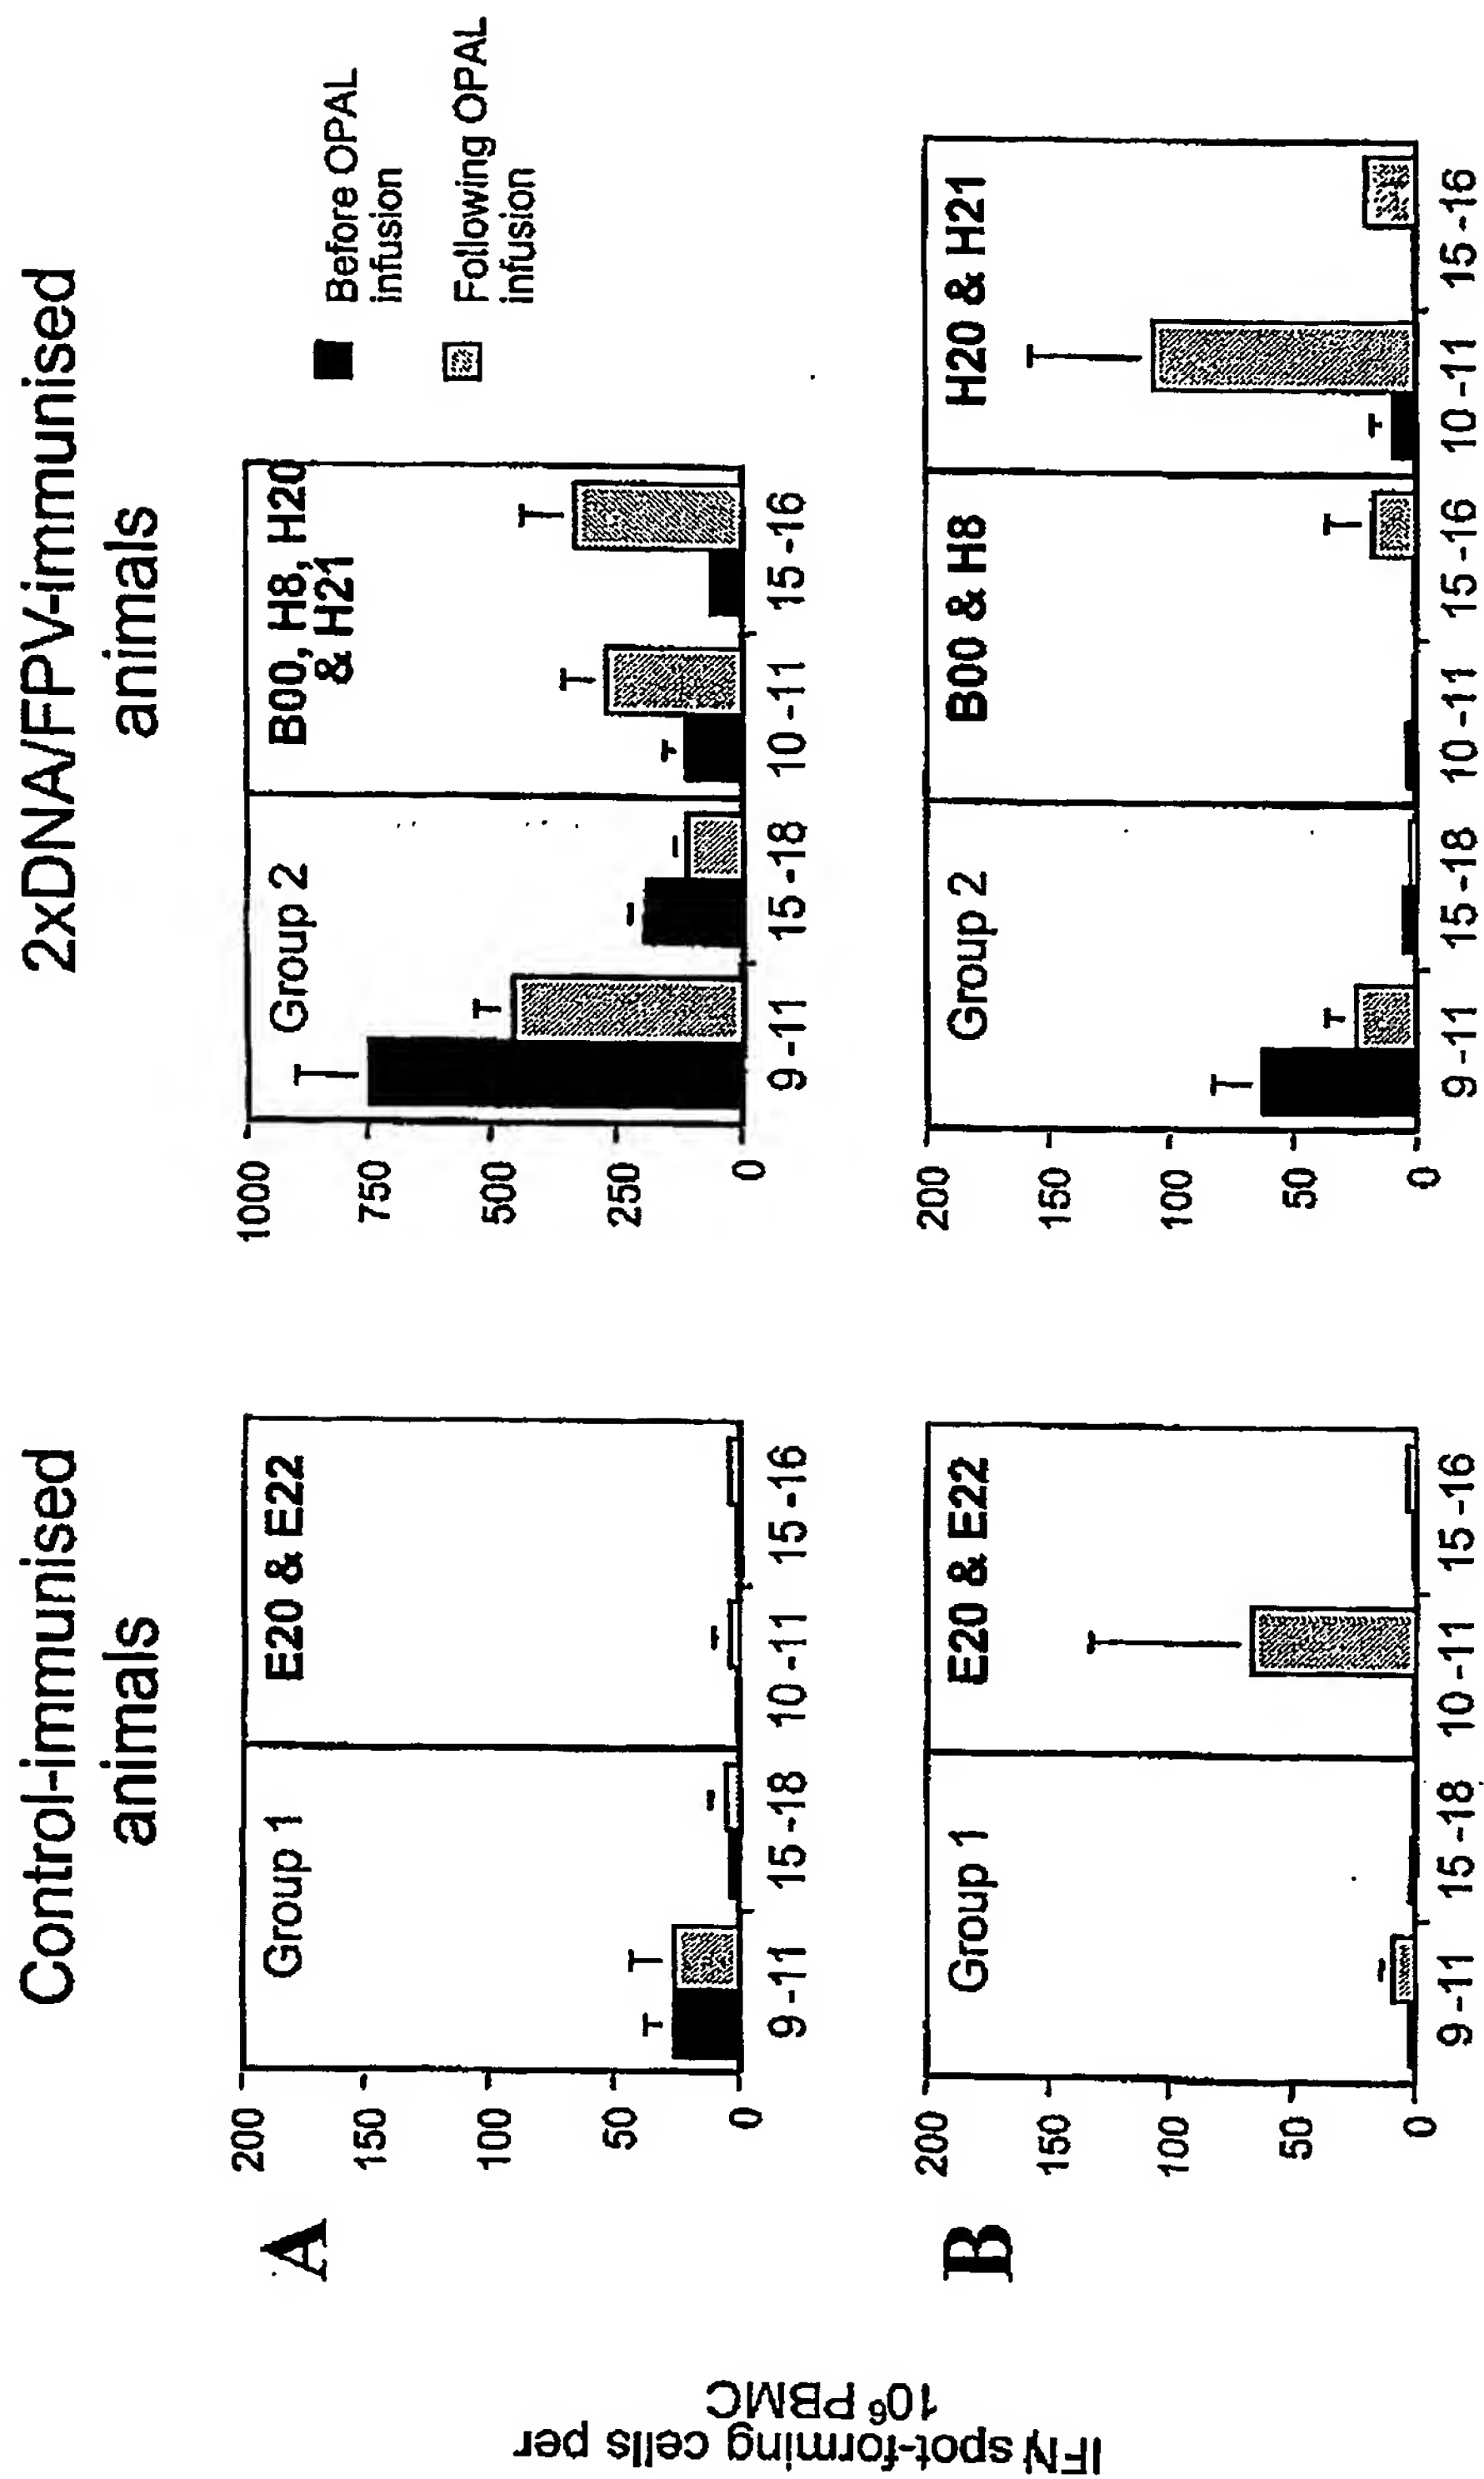 Control-immunised
animals
2xDNA/FPV-immunised
animals
Before OPAL
infusion
Following OPAL
infusion
A
200
150
100
50
0
Group 1
E20 & E22
9 -11
15 -18
10 -11
15 -16
1000
750
500
250
0
Group 2
B00, H8, H20
& H21
9 -11
15 -18
10 -11
15 -16
B
200
150
100
50
0
Group 1
E20 & E22
9 -11
15 -18
10 -11
15 -16
200
150
100
50
0
Group 2
B00 & H8
H20 & H21
9 -11
15 -18
10 -11
15 -16
10 -11
15 -16
IFNγ spot-forming cells per
10⁶ PBMC